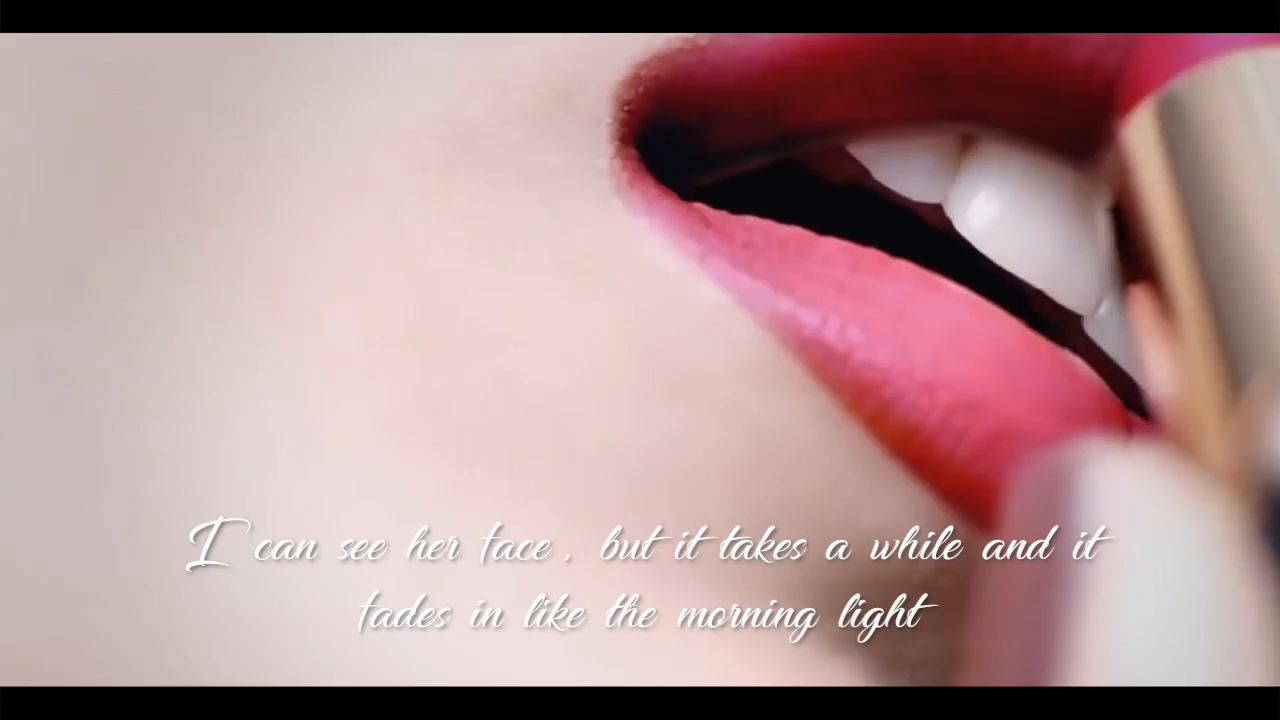 I can see her face, but it takes a while and it
fades in like the morning light